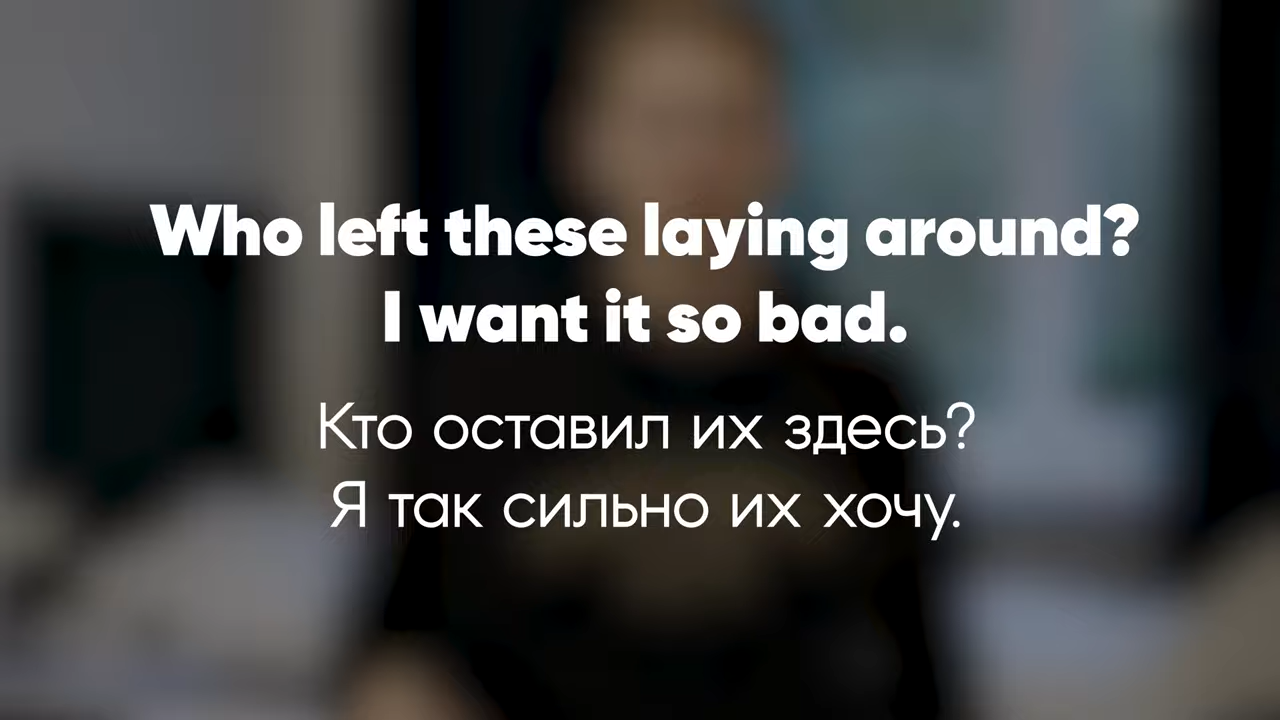 Who left these laying around?
I want it so bad.
Кто оставил их здесь?
Я так сильно их хочу.